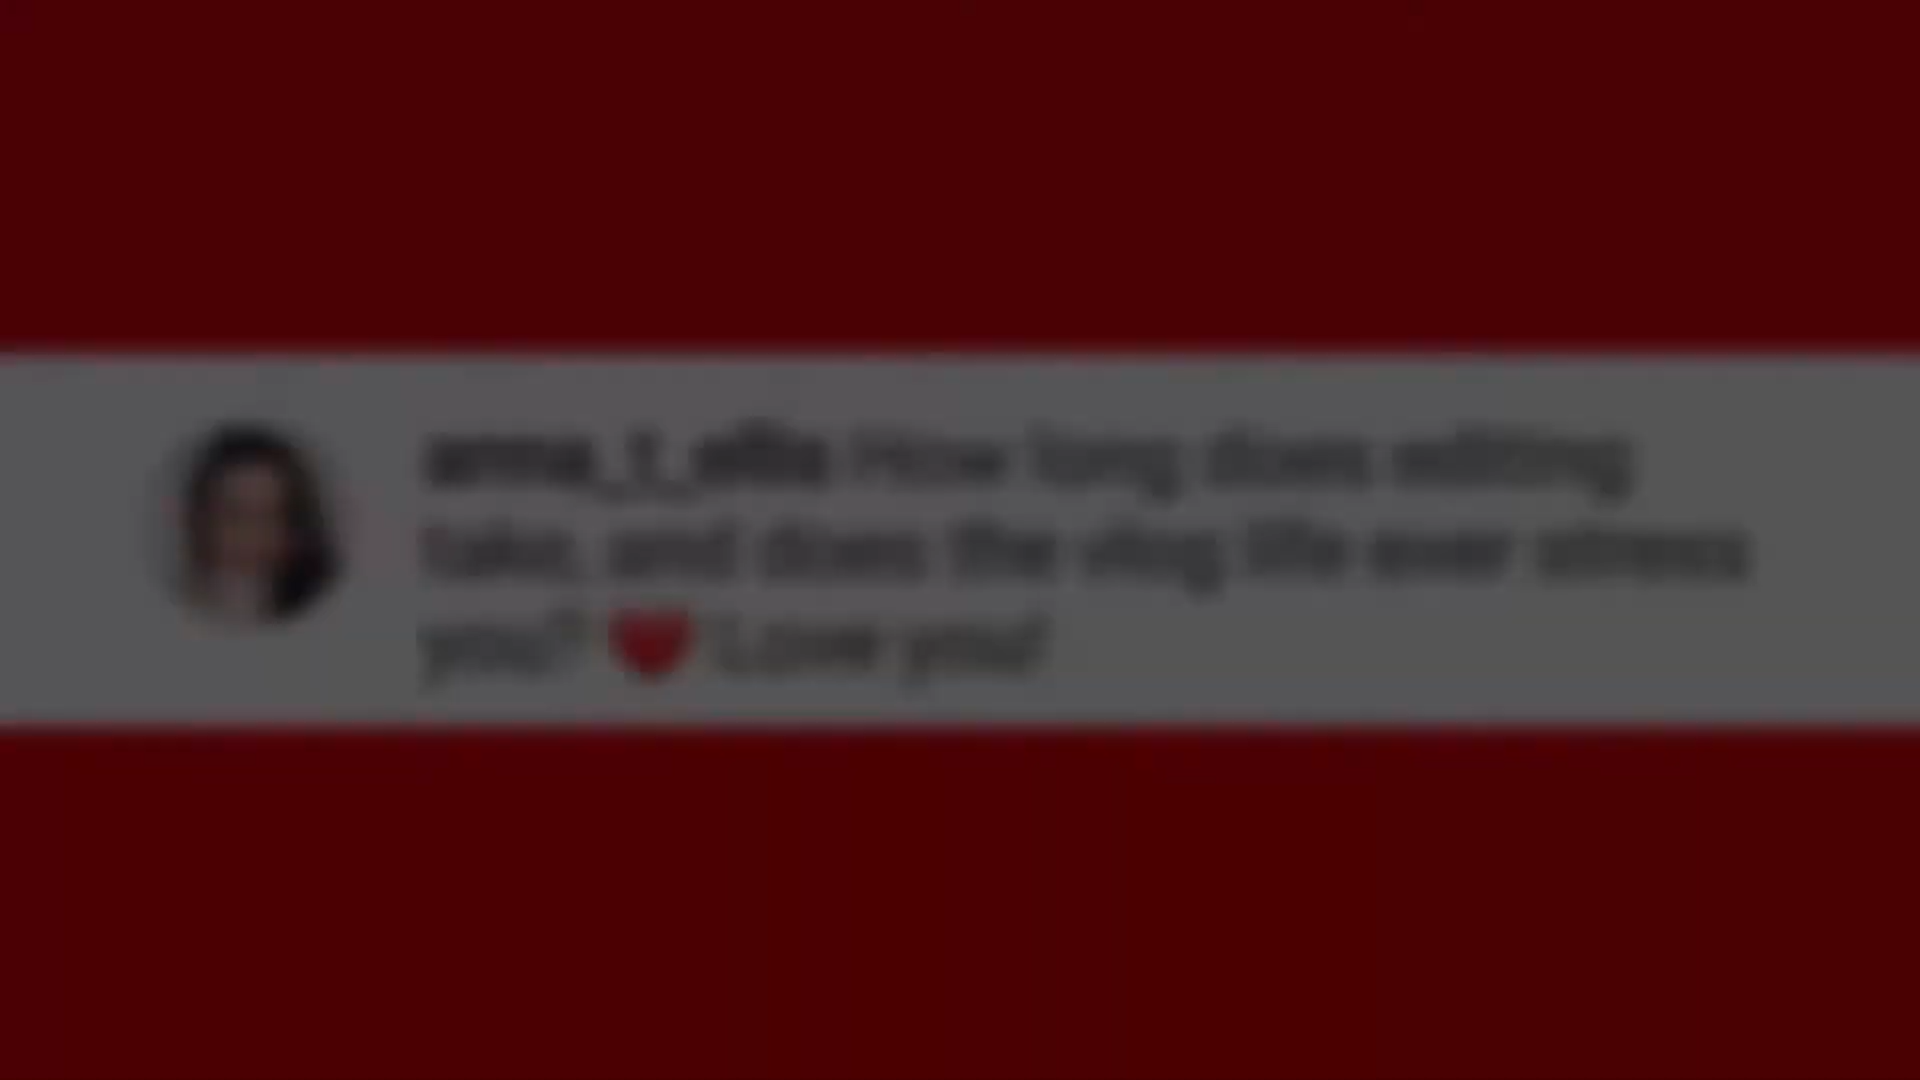 How long does editing
take, and does the vlog life ever stress
you? ❤ Love you!